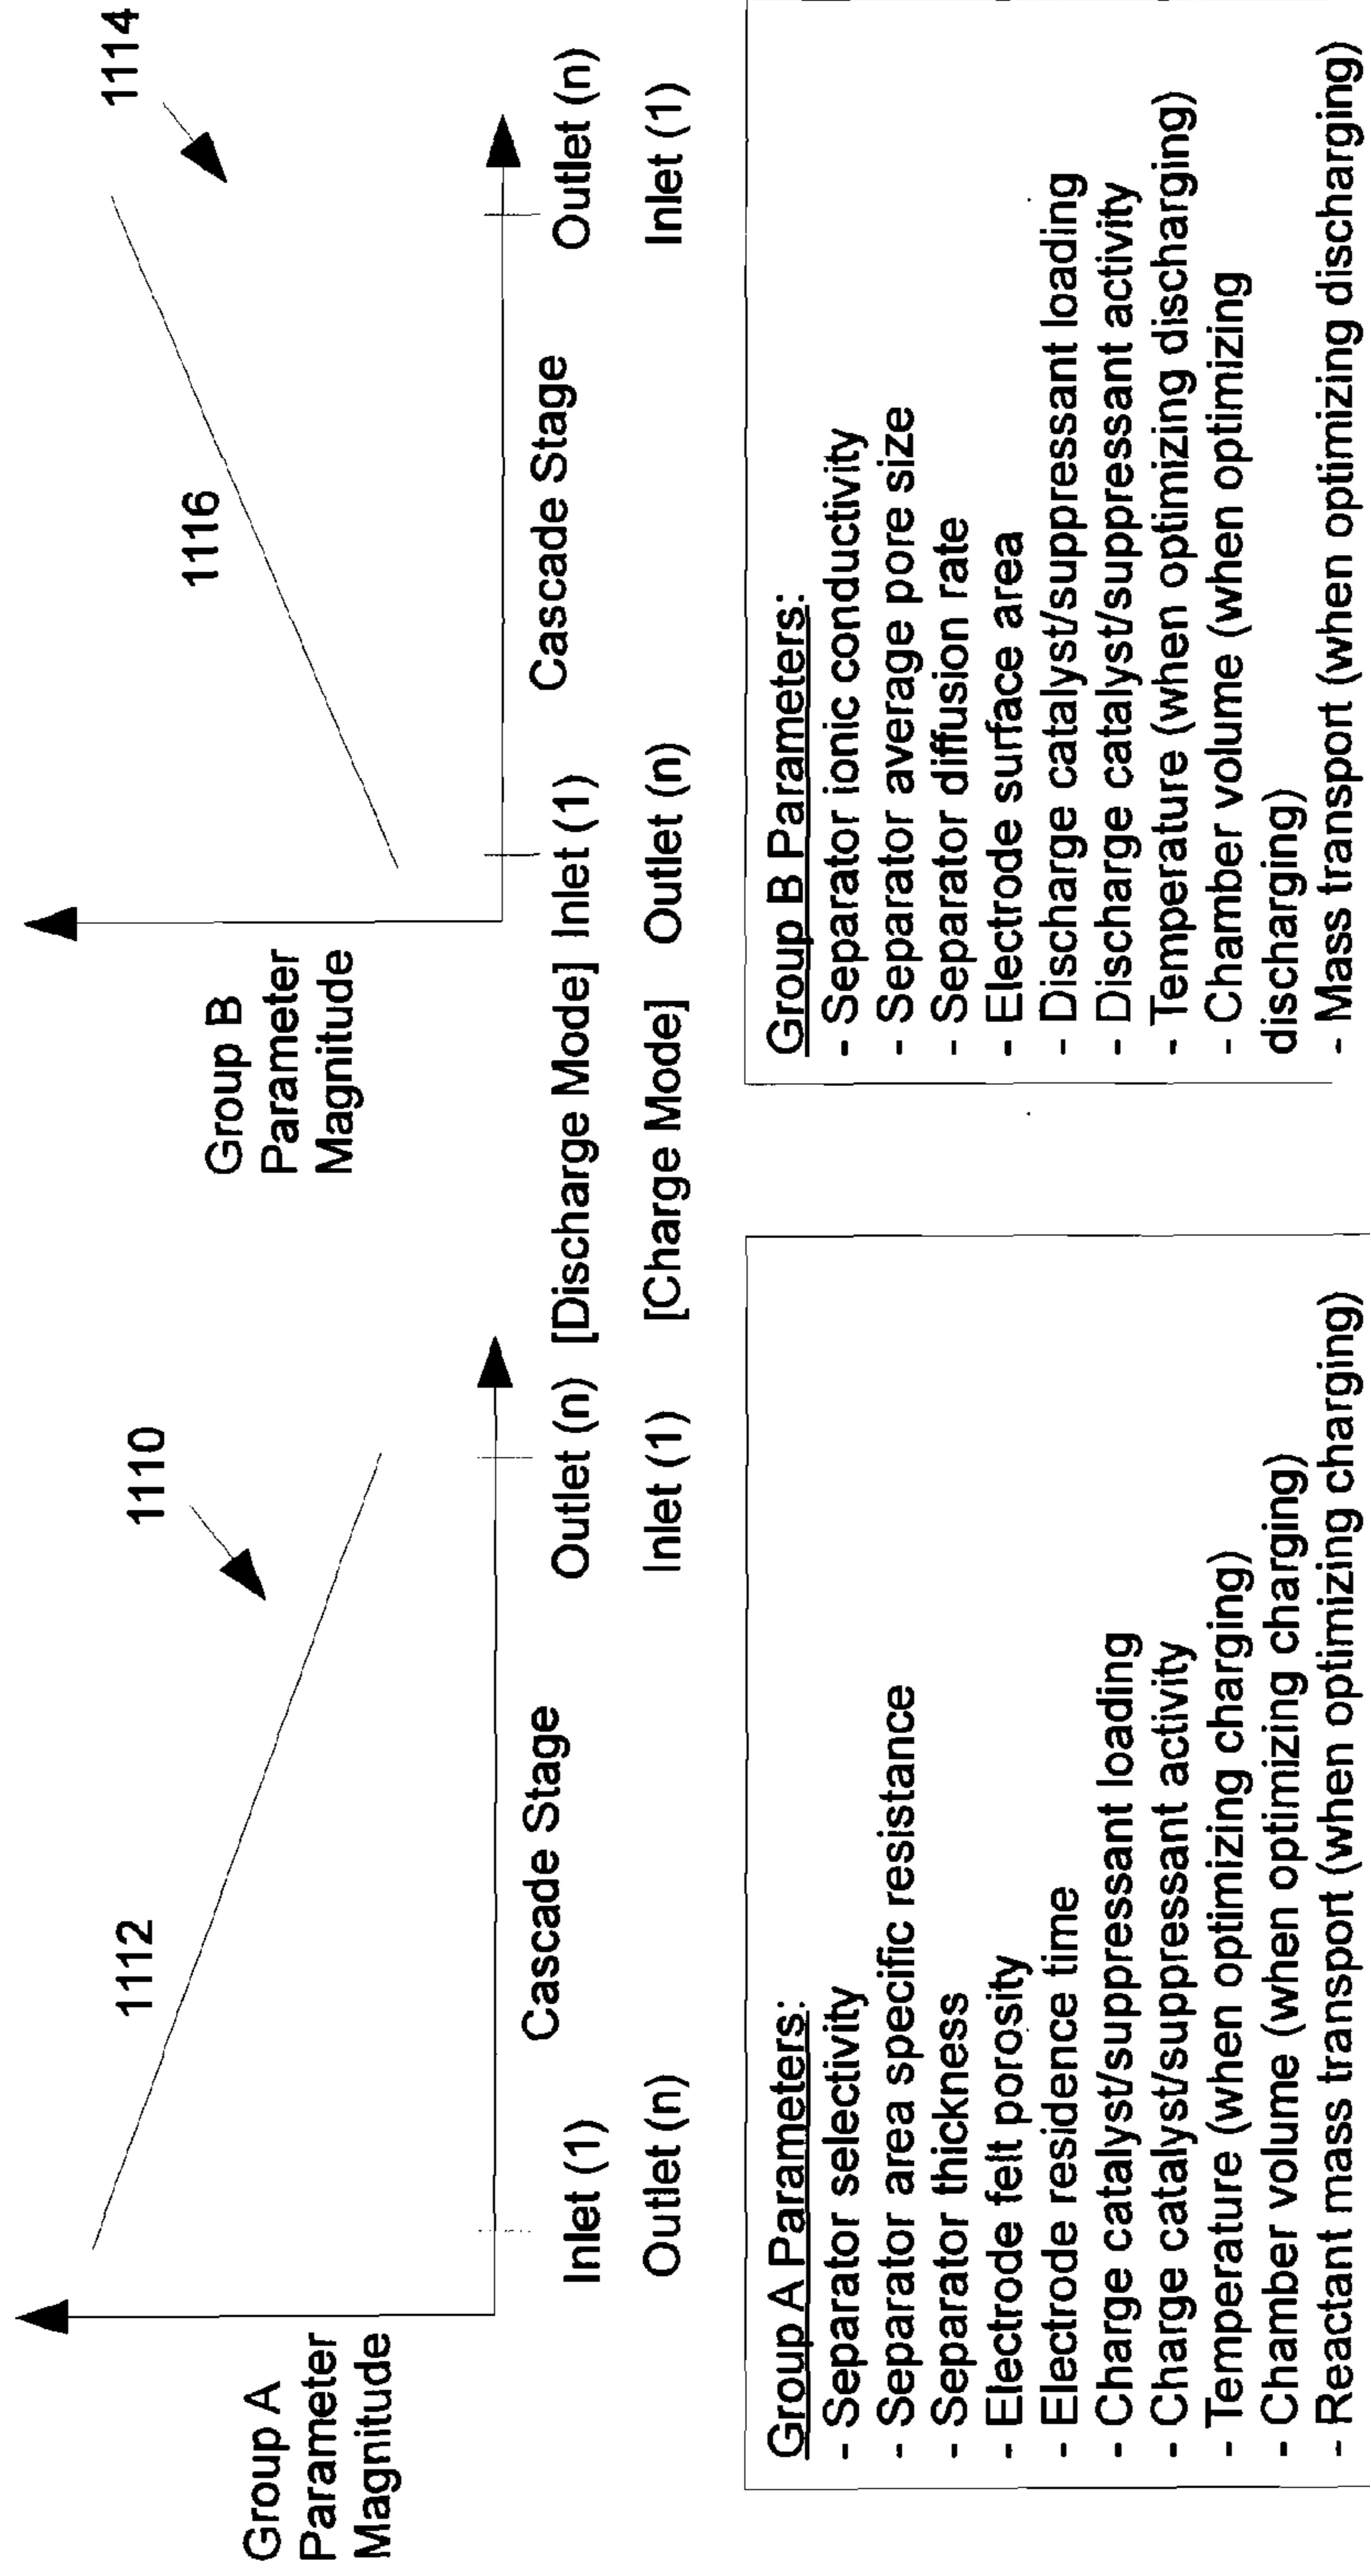 Group A
Parameter
Magnitude
1112
1110
Cascade Stage
Inlet (1)
Outlet (n)
[Discharge Mode]
Outlet (n)
Inlet (1)
[Charge Mode]
Group B
Parameter
Magnitude
1116
1114
Cascade Stage
Inlet (1)
Outlet (n)
Outlet (n)
Inlet (1)
Group A Parameters:
- Separator selectivity
- Separator area specific resistance
- Separator thickness
- Electrode felt porosity
- Electrode residence time
- Charge catalyst/suppressant loading
- Charge catalyst/suppressant activity
- Temperature (when optimizing charging)
- Chamber volume (when optimizing charging)
- Reactant mass transport (when optimizing charging)
Group B Parameters:
- Separator ionic conductivity
- Separator average pore size
- Separator diffusion rate
- Electrode surface area
- Discharge catalyst/suppressant loading
- Discharge catalyst/suppressant activity
- Temperature (when optimizing discharging)
- Chamber volume (when optimizing
discharging)
- Mass transport (when optimizing discharging)